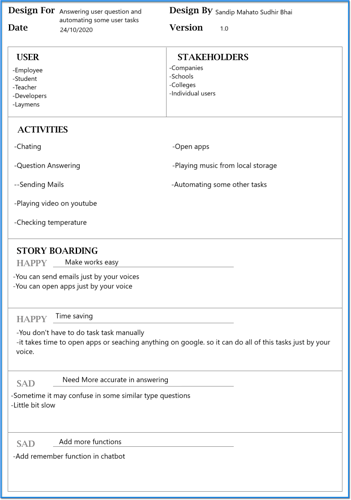 Design For Answering user question and
automating some user tasks
Design By Sandip Mahato Sudhir Bhai
Date 24/10/2020
Version 1.0
USER
-Employee
-Student
-Teacher
-Developers
-Laymens
STAKEHOLDERS
-Companies
-Schools
-Colleges
-Individual users
ACTIVITIES
-Chating
-Question Answering
--Sending Mails
-Playing video on youtube
-Checking temperature
-Open apps
-Playing music from local storage
-Automating some other tasks
STORY BOARDING
HAPPY Make works easy
-You can send emails just by your voices
-You can open apps just by your voice
HAPPY Time saving
-You don't have to do task task manually
-it takes time to open apps or seaching anything on google. so it can do all of this tasks just by your
voice.
SAD Need More accurate in answering
-Sometime it may confuse in some similar type questions
-Little bit slow
SAD Add more functions
-Add remember function in chatbot